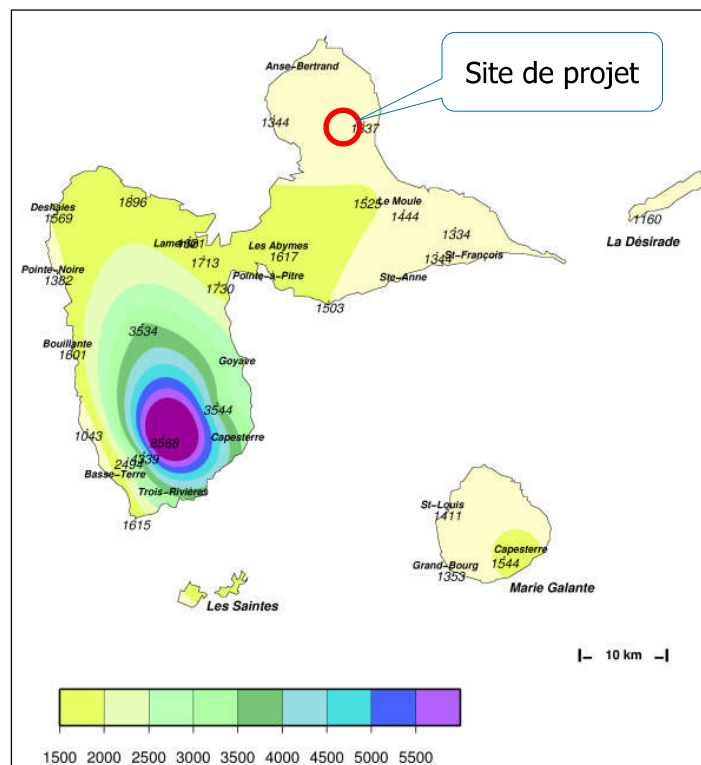 Site de projet
Anse-Bertrand
1344
1337
Deshaies
1569
1896
1525
Le Moule
1444
1160
La Désirade
Les Abymes
1617
1334
St-François
1344
1713
Pointe-Noire
1382
Pointe-à-Pitre
Ste-Anne
1730
1503
3534
Bouillante
1601
Goyave
3544
1043
Capesterre
2494
4339
Basse-Terre
Trois-Rivières
1615
St-Louis
1411
Capesterre
1544
Grand-Bourg
1353
Marie Galante
Les Saintes
10 km
1500 2000 2500 3000 3500 4000 5000 5500